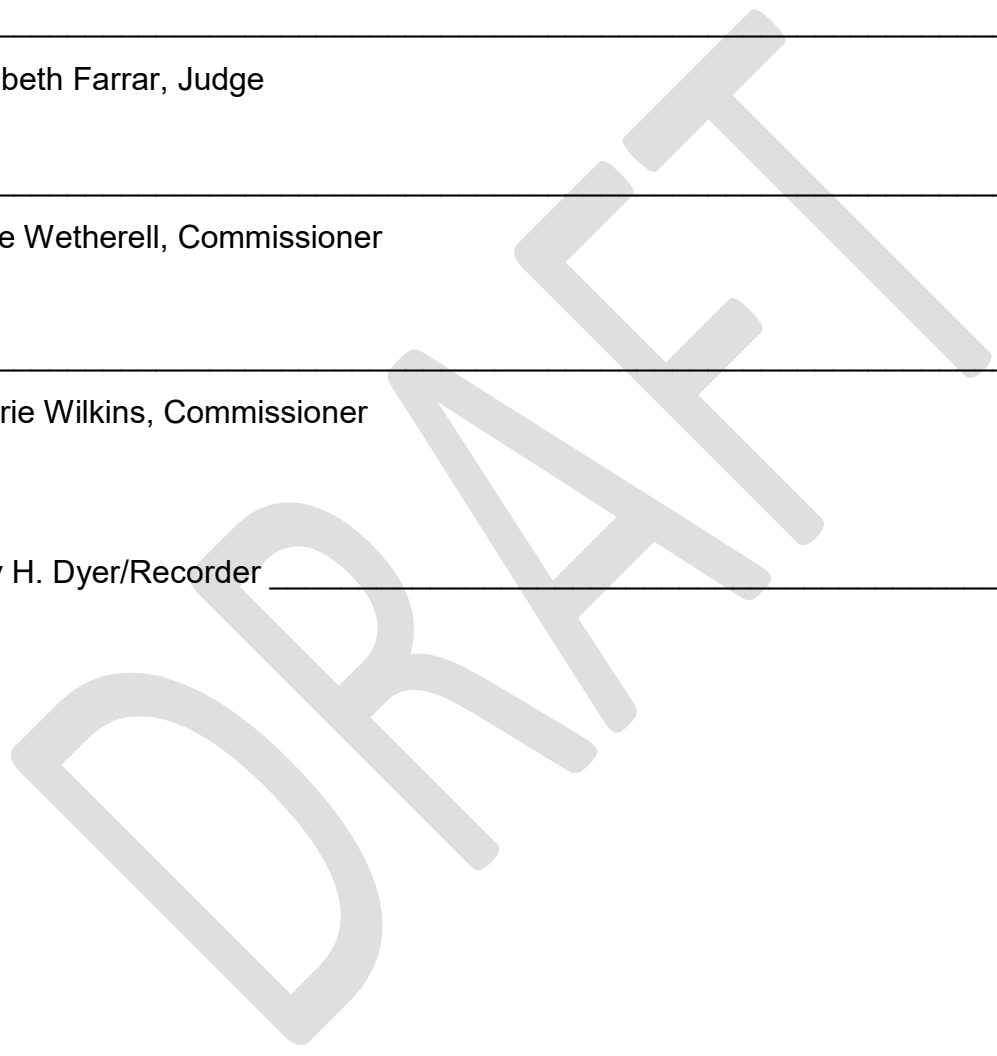 beth Farrar, Judge
e Wetherell, Commissioner
rie Wilkins, Commissioner
H. Dyer/Recorder
DRAFT